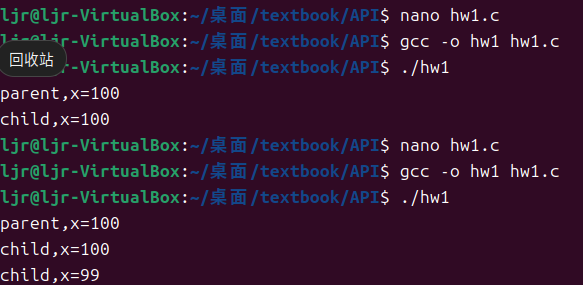 ljr@ljr-VirtualBox:~/桌面/textbook/API$ nano hw1.c
ljr@ljr-VirtualBox:~/桌面/textbook/API$ gcc -o hw1 hw1.c
回收站
:~/桌面/textbook/API$ ./hw1
parent,x=100
child,x=100
ljr@ljr-VirtualBox:~/桌面/textbook/API$ nano hw1.c
ljr@ljr-VirtualBox:~/桌面/textbook/API$ gcc -o hw1 hw1.c
ljr@ljr-VirtualBox:~/桌面/textbook/API$ ./hw1
parent,x=100
child,x=100
child,x=99